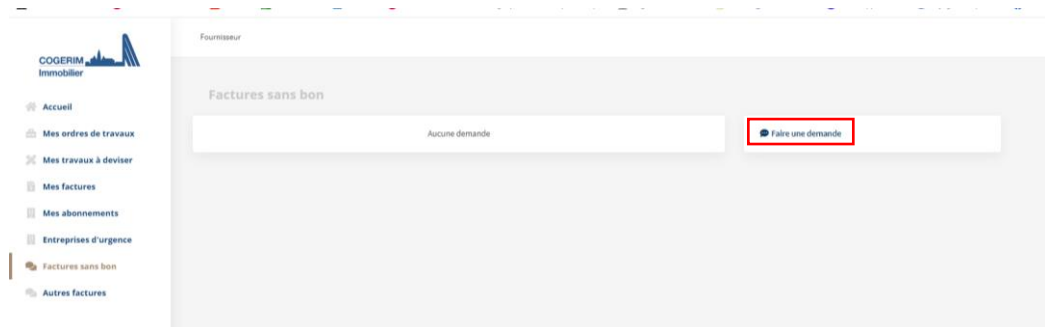 COGERIM
Immobilier
Accueil
Mes ordres de travaux
Mes travaux à deviser
Mes factures
Mes abonnements
Entreprises d'urgence
Factures sans bon
Autres factures
Fournisseur
Factures sans bon
Aucune demande
Faire une demande